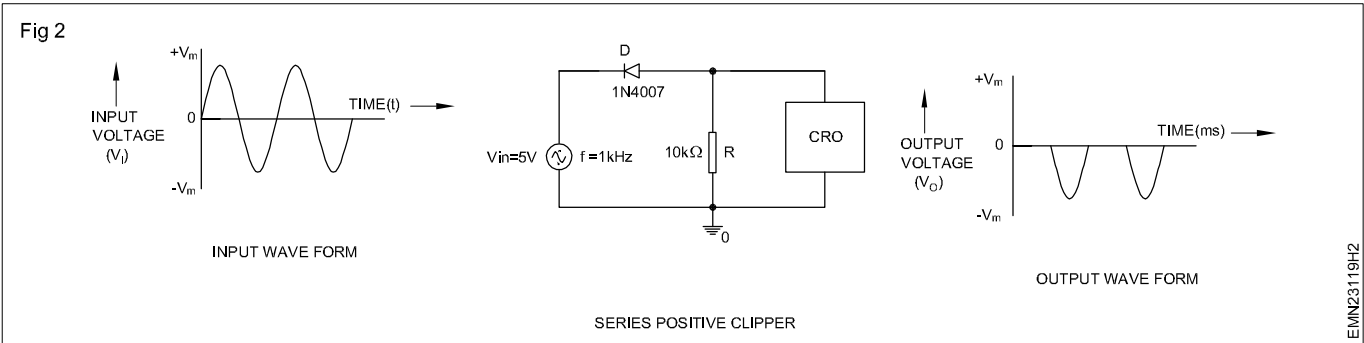 Fig 2
+Vm
INPUT
VOLTAGE
(VI)
0
TIME(t)
-Vm
INPUT WAVE FORM
D
1N4007
Vin=5V
f =1kHz
10kΩ
R
CRO
0
SERIES POSITIVE CLIPPER
+Vm
OUTPUT
VOLTAGE
(VO)
0
TIME(ms)
-Vm
OUTPUT WAVE FORM
EMN23119H2